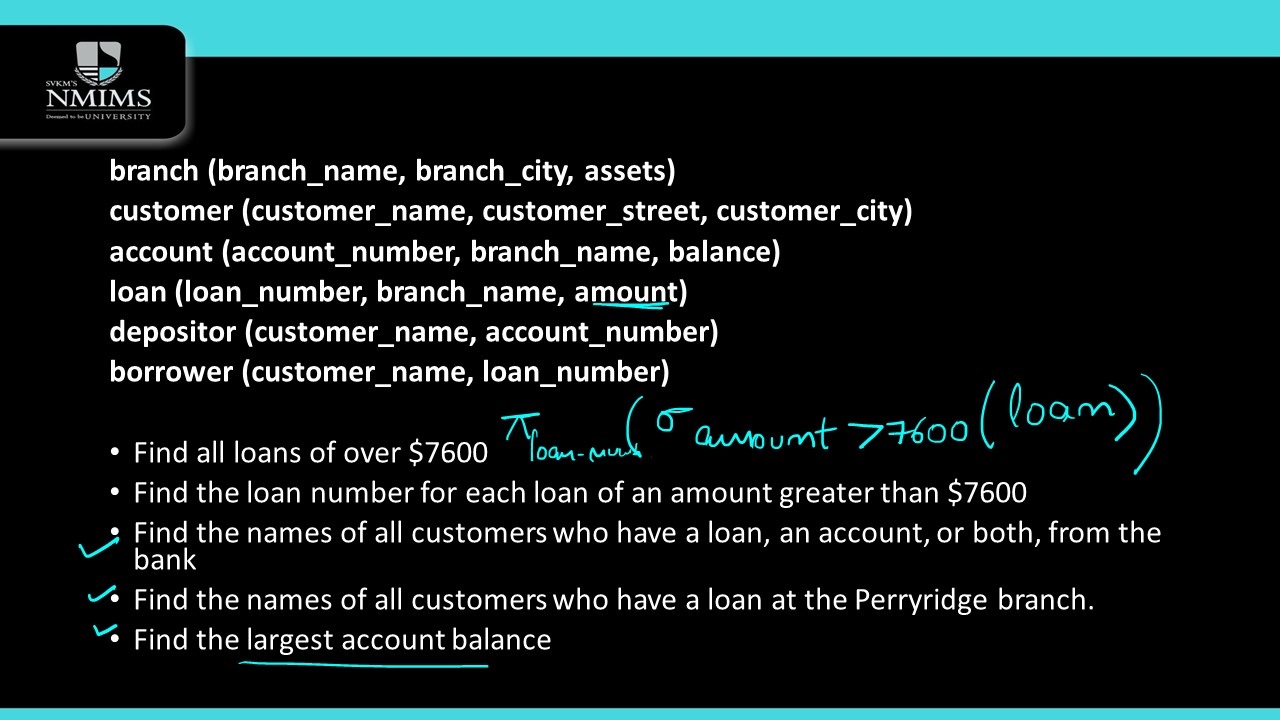 SVKM'S
NMIMS
Deemed to be UNIVERSITY
branch (branch_name, branch_city, assets)
customer (customer_name, customer_street, customer_city)
account (account_number, branch_name, balance)
loan (loan_number, branch_name, amount)
depositor (customer_name, account_number)
borrower (customer_name, loan_number)
π loan- ( σ amount >7600 (loan))
• Find all loans of over $7600
• Find the loan number for each loan of an amount greater than $7600
• Find the names of all customers who have a loan, an account, or both, from the
bank
• Find the names of all customers who have a loan at the Perryridge branch.
• Find the largest account balance